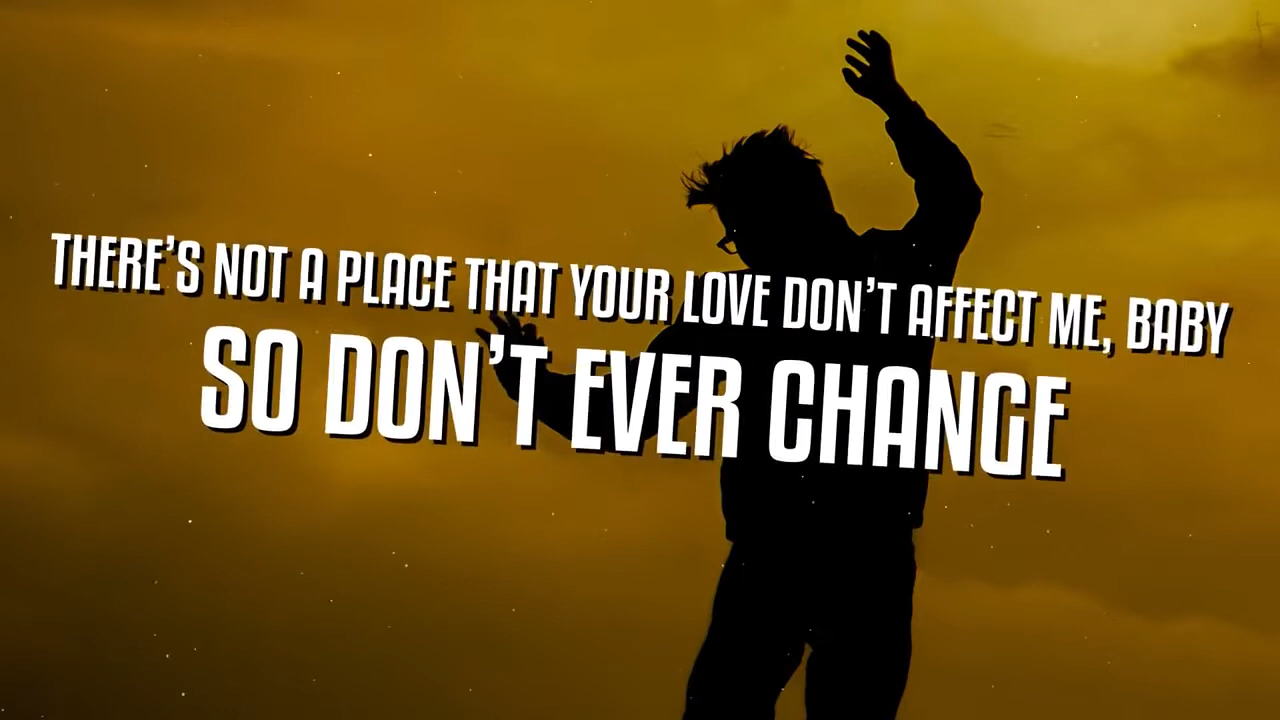 THERE'S NOT A PLACE THAT YOUR LOVE DON'T AFFECT ME, BABY
SO DON'T EVER CHANGE